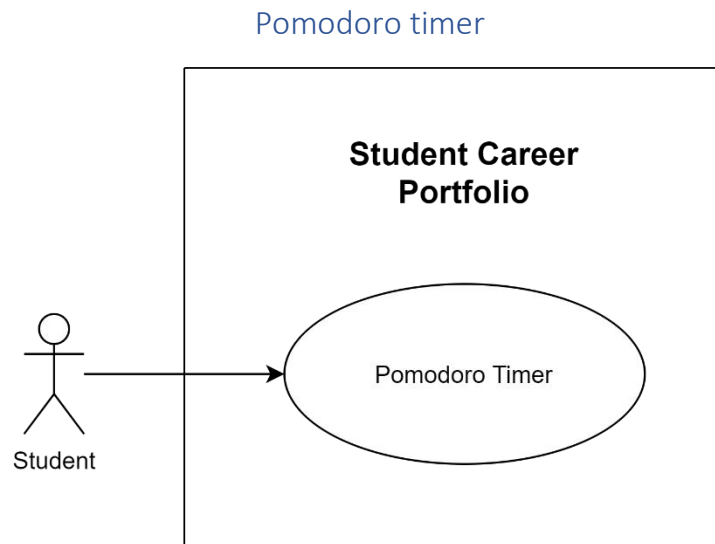 Pomodoro timer
Student Career
Portfolio
Pomodoro Timer
Student